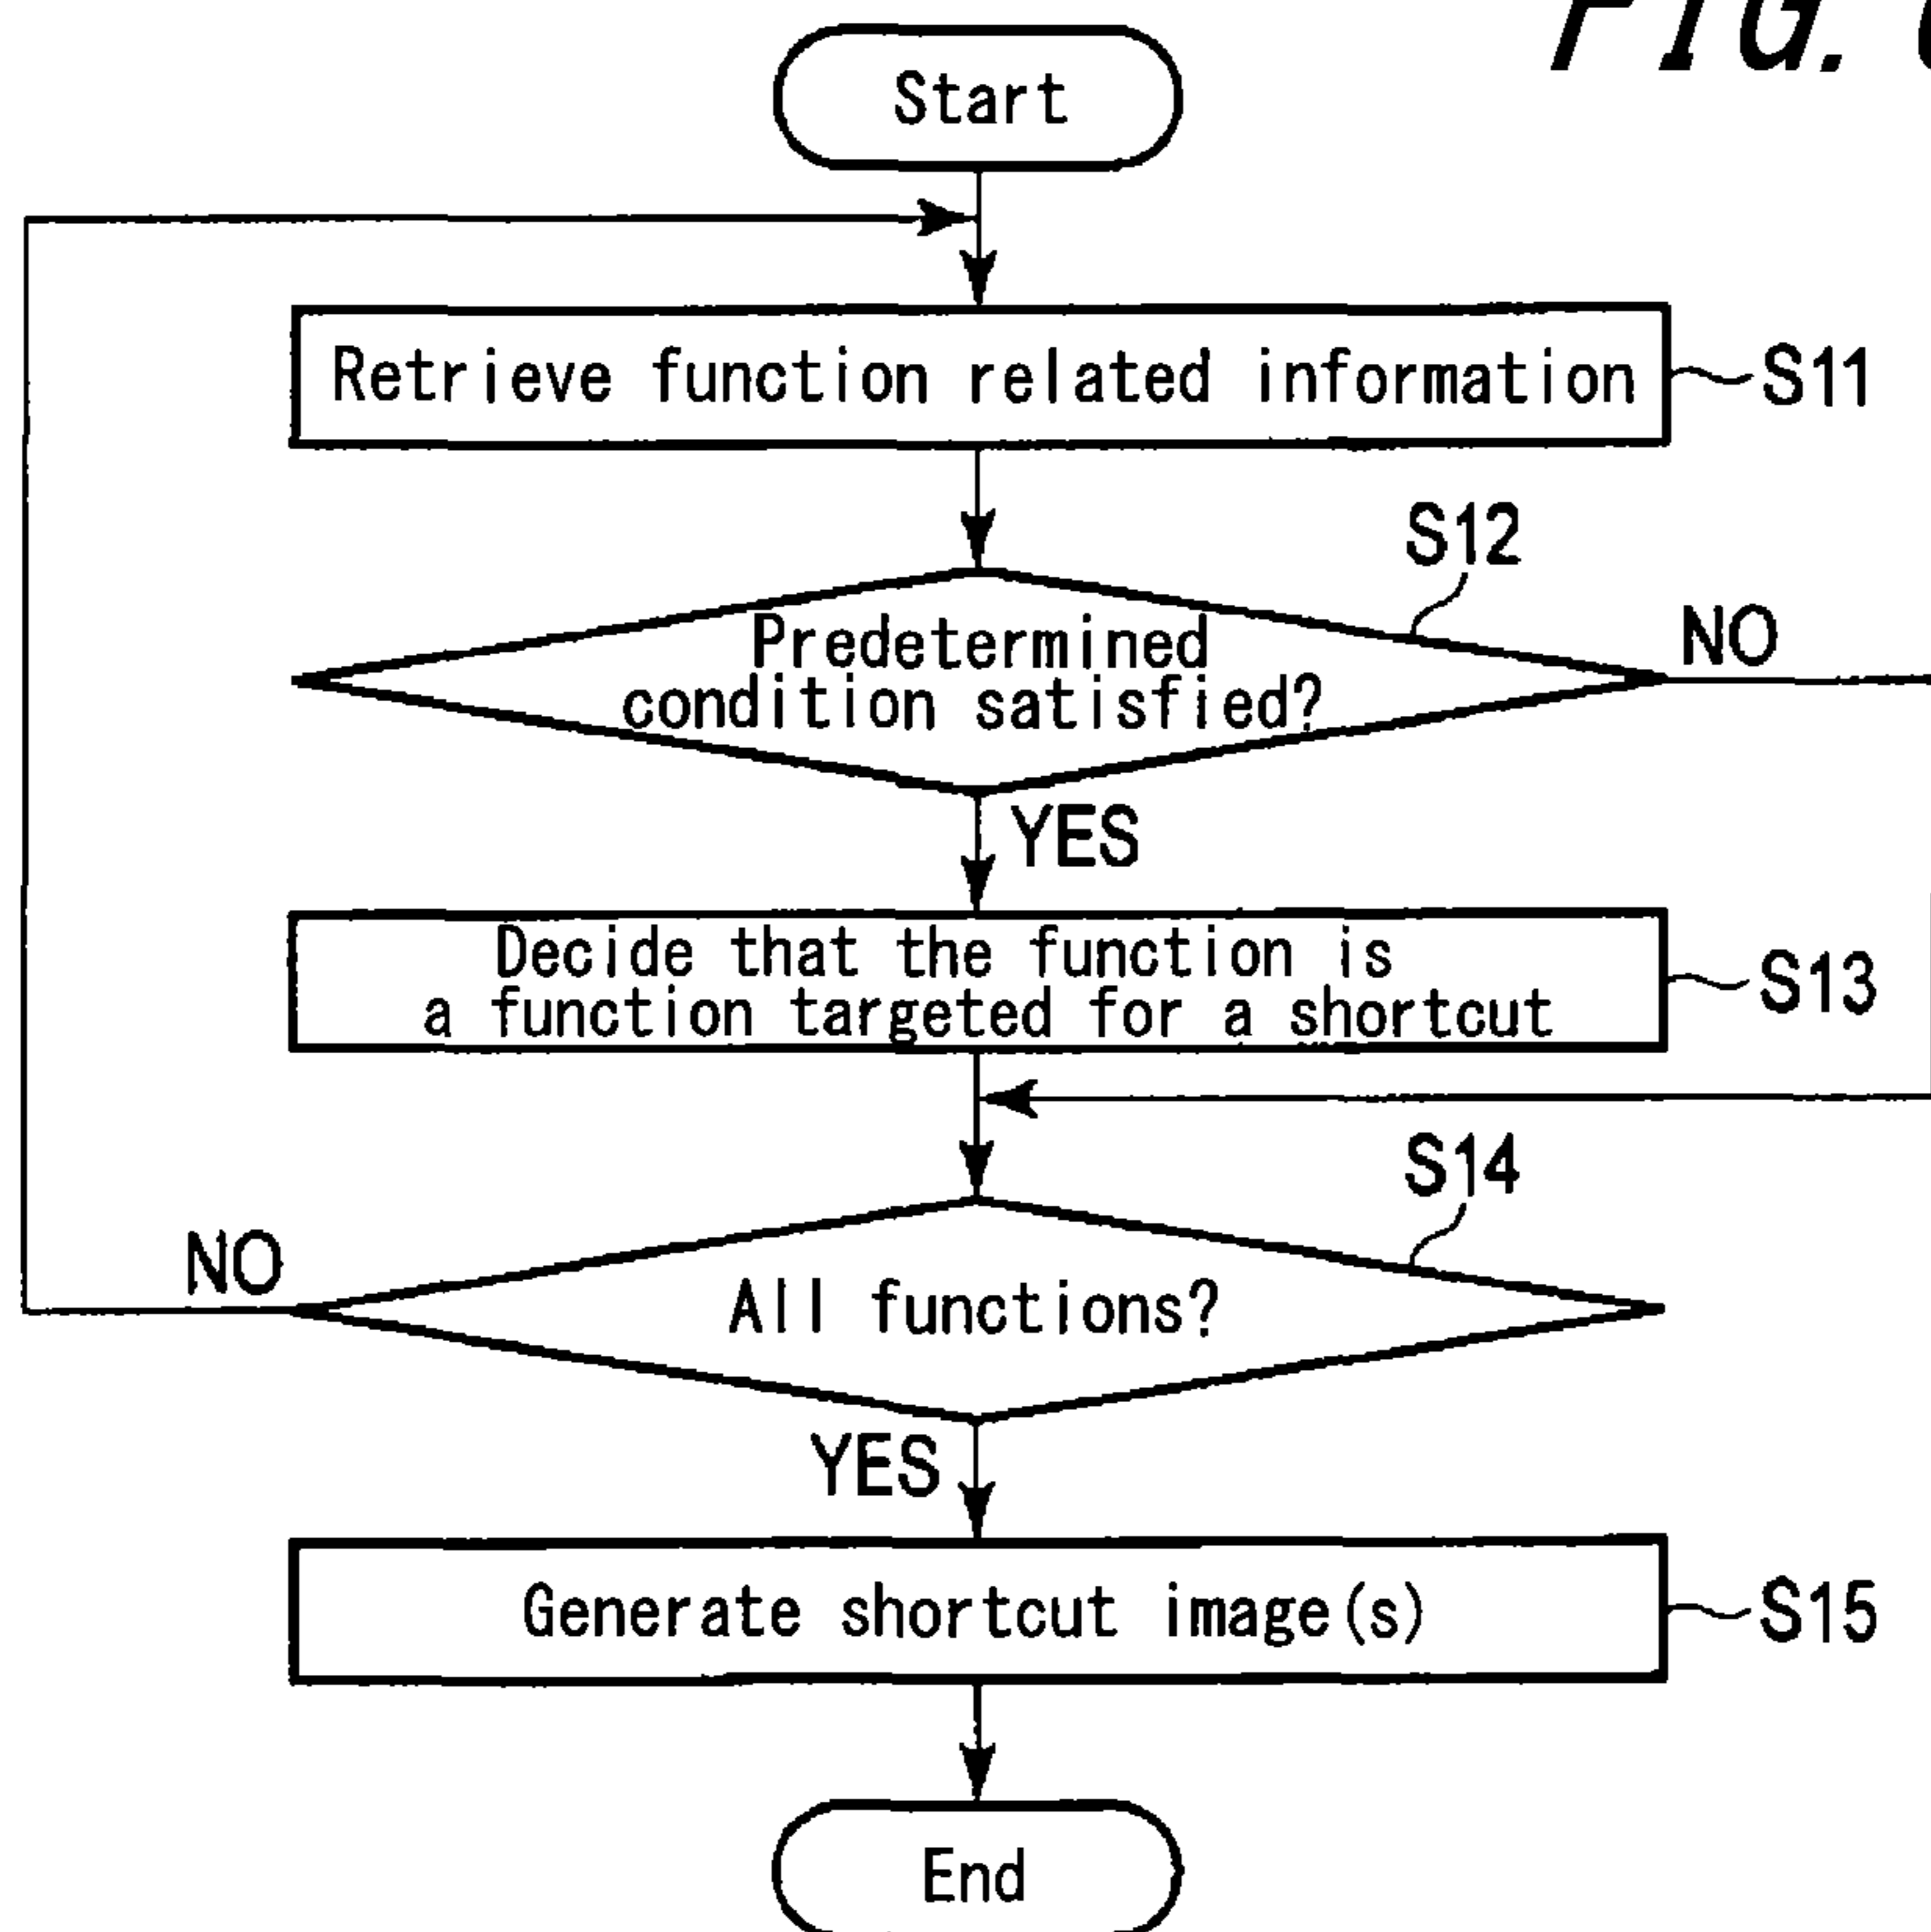 FIG.
Start
Retrieve function related information
S11
S12
Predetermined
condition satisfied?
NO
YES
Decide that the function is
a function targeted for a shortcut
S13
S14
NO
All functions?
YES
Generate shortcut image(s)
S15
End